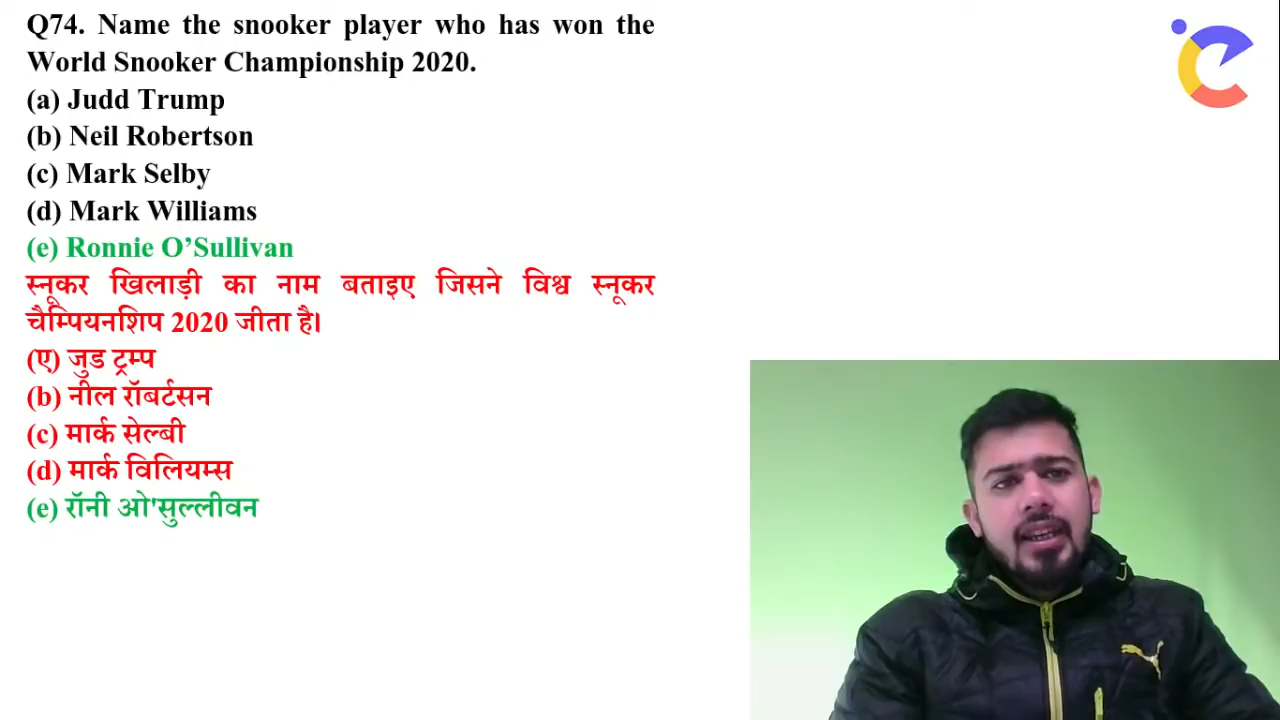 Q74. Name the snooker player who has won the
World Snooker Championship 2020.
(a) Judd Trump
(b) Neil Robertson
(c) Mark Selby
(d) Mark Williams
(e) Ronnie O’Sullivan
स्नूकर खिलाड़ी का नाम बताइए जिसने विश्व स्नूकर
चैम्पियनशिप 2020 जीता है।
(ए) जुड ट्रम्प
(b) नील रॉबर्टसन
(c) मार्क सेल्बी
(d) मार्क विलियम्स
(e) रॉनी ओ'सुल्लीवन